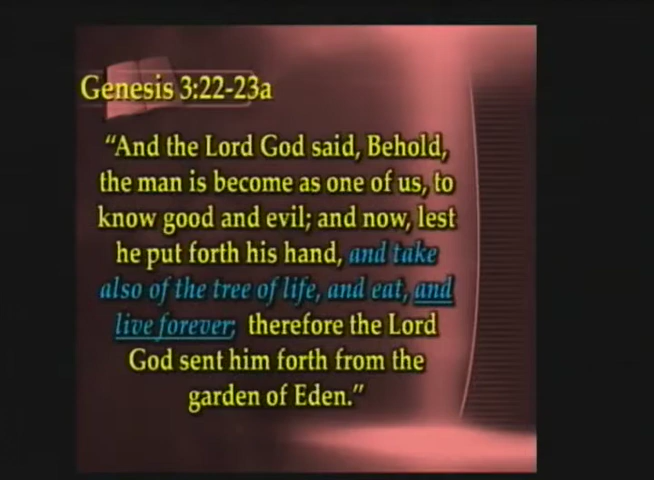 Genesis 3:22-23a
“And the Lord God said, Behold,
the man is become as one of us, to
know good and evil; and now, lest
he put forth his hand, and take
also of the tree of life, and eat, and
live forever; therefore the Lord
God sent him forth from the
garden of Eden.”